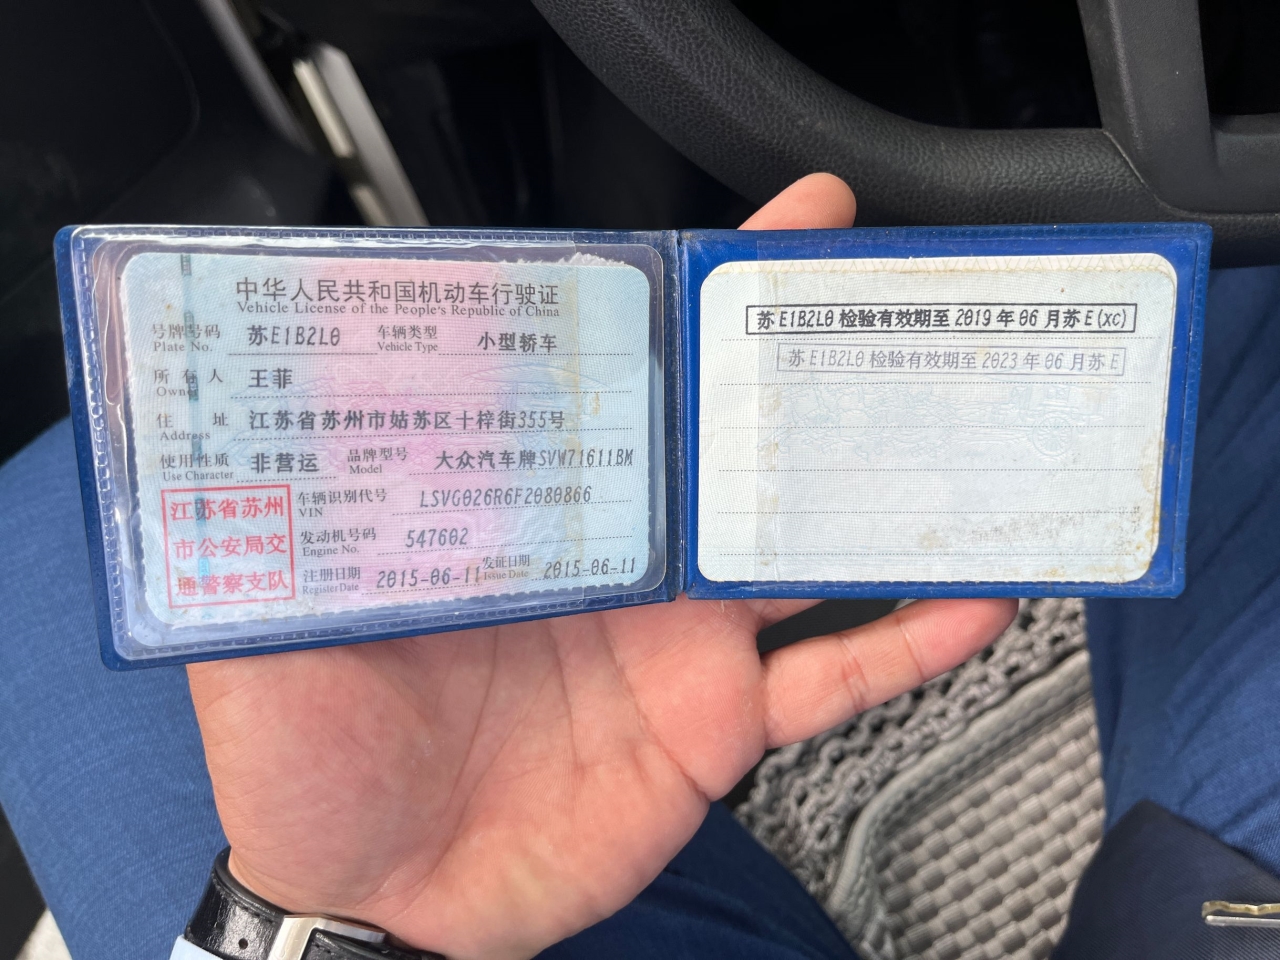 中华人民共和国机动车行驶证
Vehicle License of the People's Republic of China
号牌号码 苏E1B2L0 车辆类型 小型轿车
Plate No. Vehicle Type
所有人 王菲
Owner
住址 江苏省苏州市姑苏区十梓街355号
Address
使用性质 非营运 品牌型号 大众汽车牌SVW71611BM
Use Character Model
车辆识别代号 LSVG026R6F2080866
VIN
发动机号码 547602
Engine No.
注册日期 2015-06-11 发证日期 2015-06-11
Register Date Issue Date
江苏省苏州
市公安局交
通警察支队
苏E1B2L0检验有效期至2019年06月苏E(xc)
苏E1B2L0检验有效期至2023年06月苏E